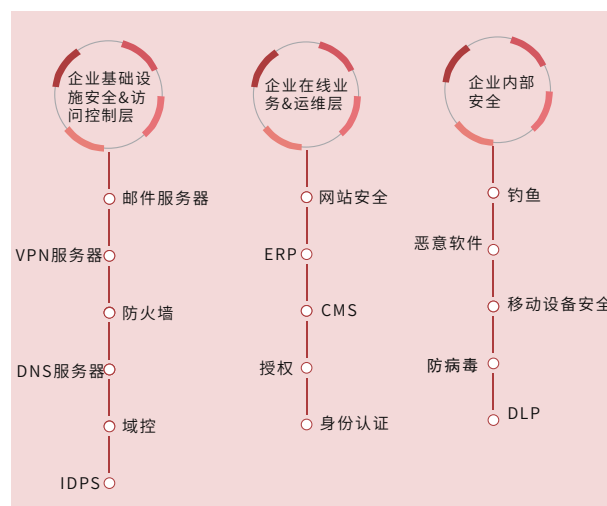 企业基础设
施安全&访
问控制层
邮件服务器
VPN服务器
防火墙
DNS服务器
域控
IDPS
企业在线业
务&运维层
网站安全
ERP
CMS
授权
身份认证
企业内部
安全
钓鱼
恶意软件
移动设备安全
防病毒
DLP